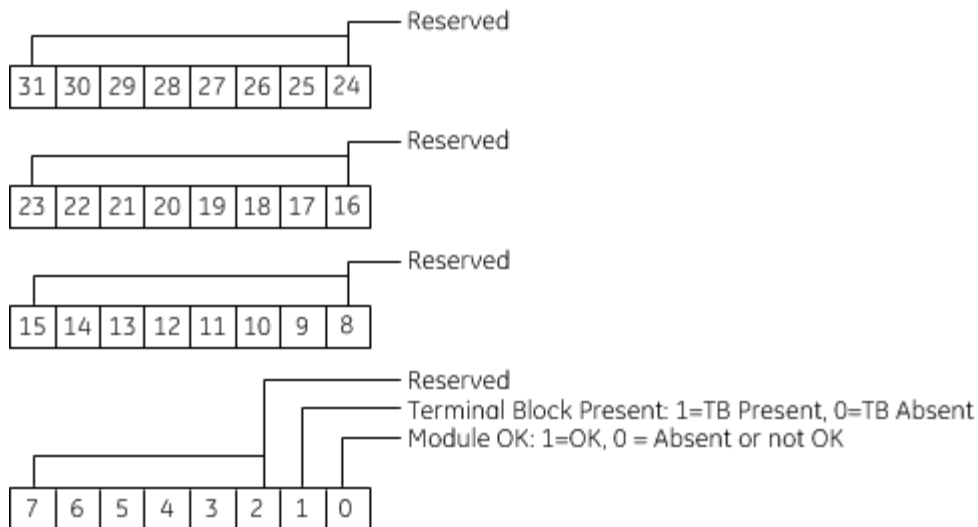 Reserved
31 30 29 28 27 26 25 24
Reserved
23 22 21 20 19 18 17 16
Reserved
15 14 13 12 11 10 9 8
Reserved
Terminal Block Present: 1=TB Present, 0=TB Absent
Module OK: 1=OK, 0 = Absent or not OK
7 6 5 4 3 2 1 0